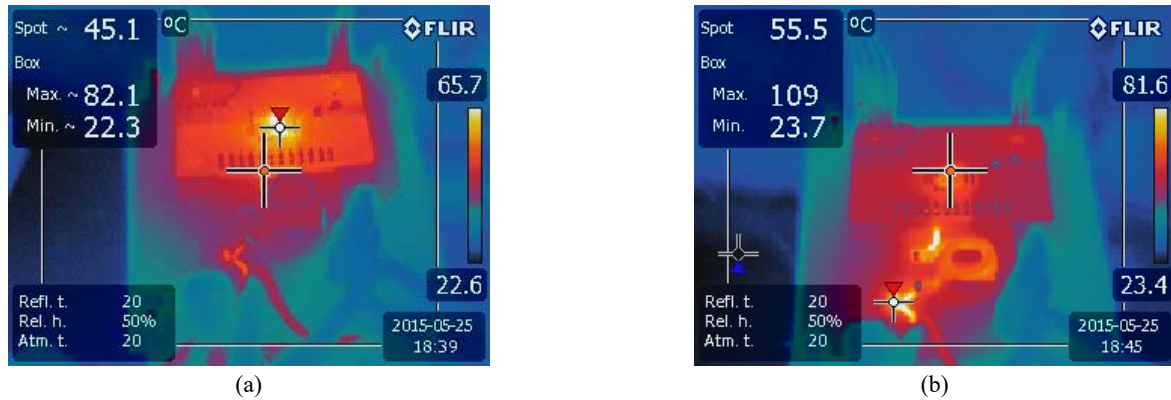 Spot ~ 45.1 °C
FLIR
Box
Max. ~ 82.1
Min. ~ 22.3
65.7
22.6
Refl. t. 20
Rel. h. 50%
Atm. t. 20
2015-05-25
18:39
(a)
Spot 55.5 °C
FLIR
Box
Max. 109
Min. 23.7
81.6
23.4
Refl. t. 20
Rel. h. 50%
Atm. t. 20
2015-05-25
18:45
(b)